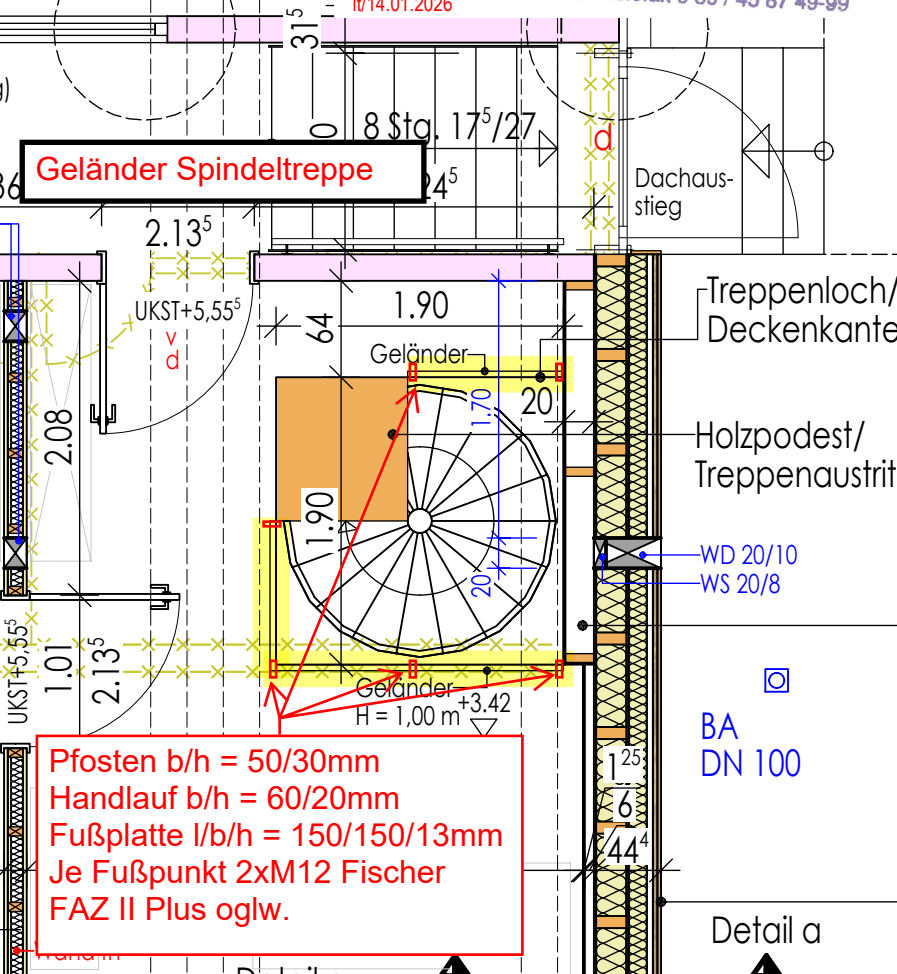 lt/14.01.2026
49-99
31⁵
g)
8 Stg. 17⁵/27
d
Geländer Spindeltreppe
36
24⁵
Dachaus-
stieg
2.13⁵
UKST+5,55⁵
v
d
64
1.90
Treppenloch/
Deckenkante
Geländer
20
1.70
2.08
Holzpodest/
Treppenaustrit
1.90
WD 20/10
WS 20/8
20
UKST+5,55⁵
1.01
2.13⁵
Geländer
H = 1,00 m
+3.42
BA
DN 100
Pfosten b/h = 50/30mm
Handlauf b/h = 60/20mm
Fußplatte l/b/h = 150/150/13mm
Je Fußpunkt 2xM12 Fischer
FAZ II Plus oglw.
1²⁵
6
44⁴
Detail a